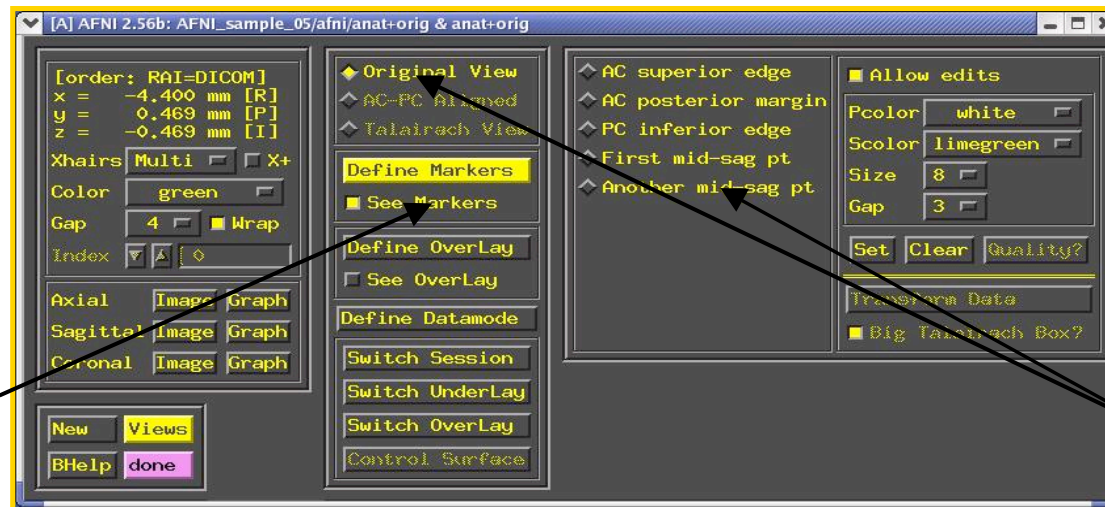 [A] AFNI 2.56b: AFNI_sample_05/afni/anat+orig & anat+orig
[order: RAI=DICOM]
x = -4.400 mm [R]
y = 0.469 mm [P]
z = -0.469 mm [I]
Xhairs Multi X+
Color green
Gap 4 Wrap
Index 0
Axial Image Graph
Sagittal Image Graph
Coronal Image Graph
New Views
BHelp done
Original View
AC-PC Aligned
Talairach View
Define Markers
See Markers
Define OverLay
See OverLay
Define Datamode
Switch Session
Switch UnderLay
Switch OverLay
Control Surface
AC superior edge
AC posterior margin
PC inferior edge
First mid-sag pt
Another mid-sag pt
Allow edits
Pcolor white
Scolor limegreen
Size 8
Gap 3
Set Clear Quality?
Transform Data
Big Talairach Box?